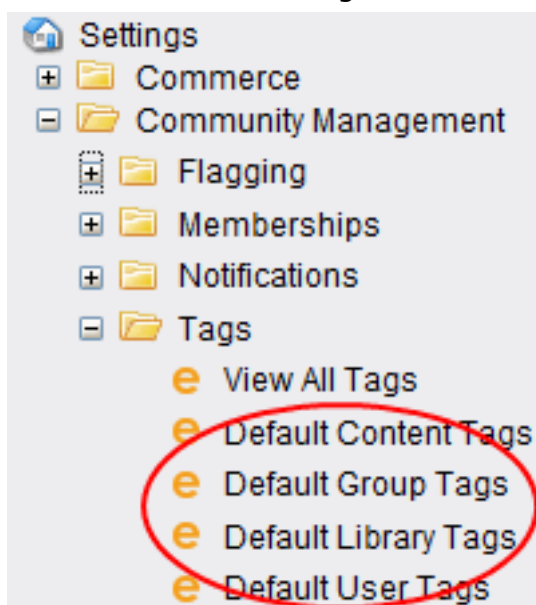 Settings
Commerce
Community Management
Flagging
Memberships
Notifications
Tags
View All Tags
Default Content Tags
Default Group Tags
Default Library Tags
Default User Tags